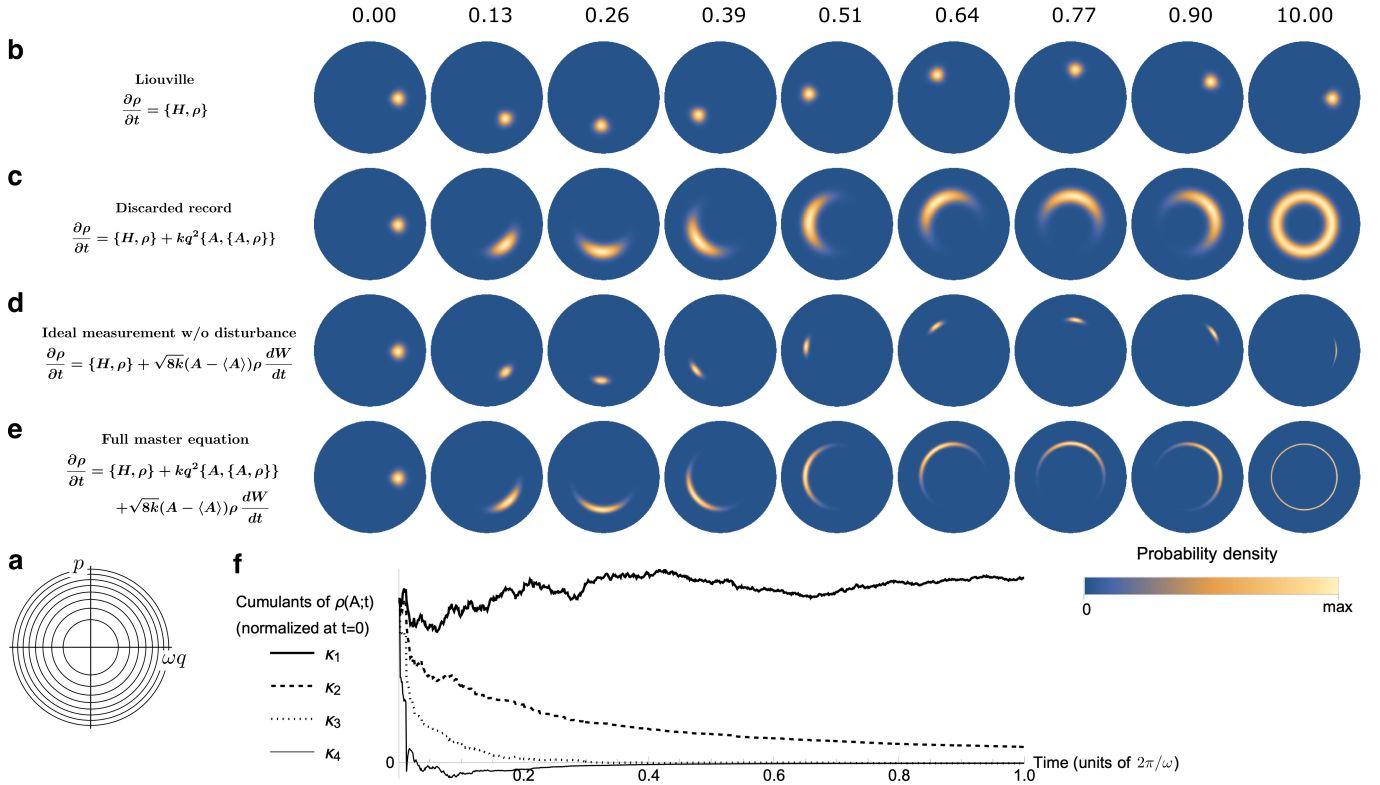 0.00 0.13 0.26 0.39 0.51 0.64 0.77 0.90 10.00
b
Liouville
∂ρ/∂t = {H, ρ}
c
Discarded record
∂ρ/∂t = {H, ρ} + kq²{A, {A, ρ}}
d
Ideal measurement w/o disturbance
∂ρ/∂t = {H, ρ} + √8k(A − ⟨A⟩)ρ dW/dt
e
Full master equation
∂ρ/∂t = {H, ρ} + kq²{A, {A, ρ}}
+√8k(A − ⟨A⟩)ρ dW/dt
a
p
ωq
f
Cumulants of ρ(A;t)
(normalized at t=0)
κ1
κ2
κ3
κ4
0
0.2 0.4 0.6 0.8 1.0
Time (units of 2π/ω)
Probability density
0 max